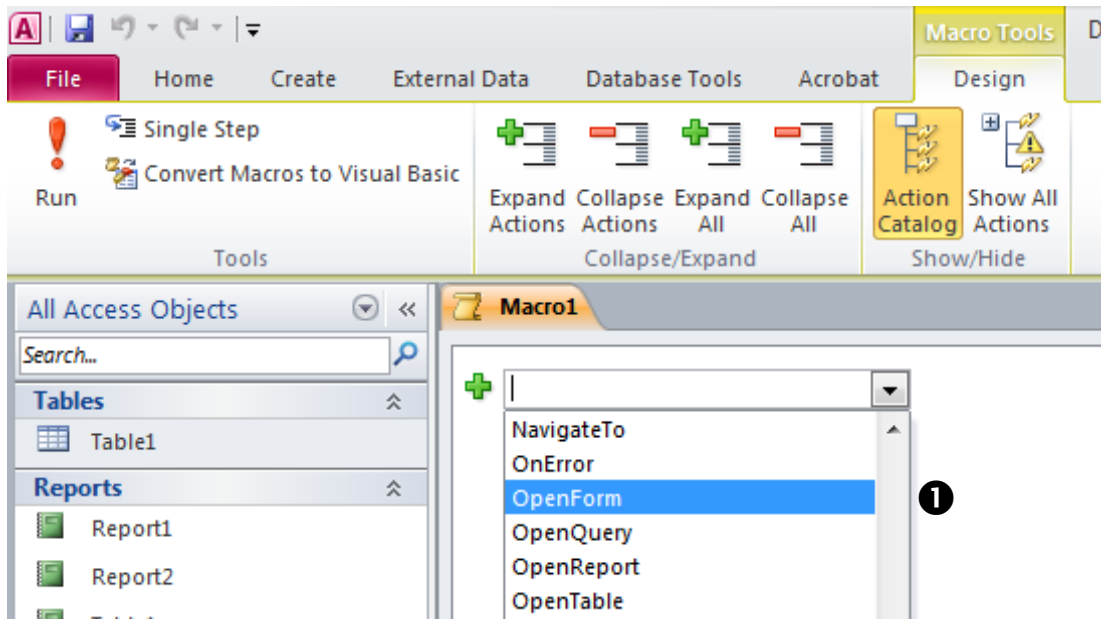 Macro Tools D
File Home Create External Data Database Tools Acrobat Design
Single Step
Convert Macros to Visual Basic
Run
Expand Actions
Collapse Actions
Expand All
Collapse All
Action Catalog
Show All Actions
Tools Collapse/Expand Show/Hide
All Access Objects
Search...
Tables
Table1
Reports
Report1
Report2
Macro1
NavigateTo
OnError
OpenForm
1
OpenQuery
OpenReport
OpenTable